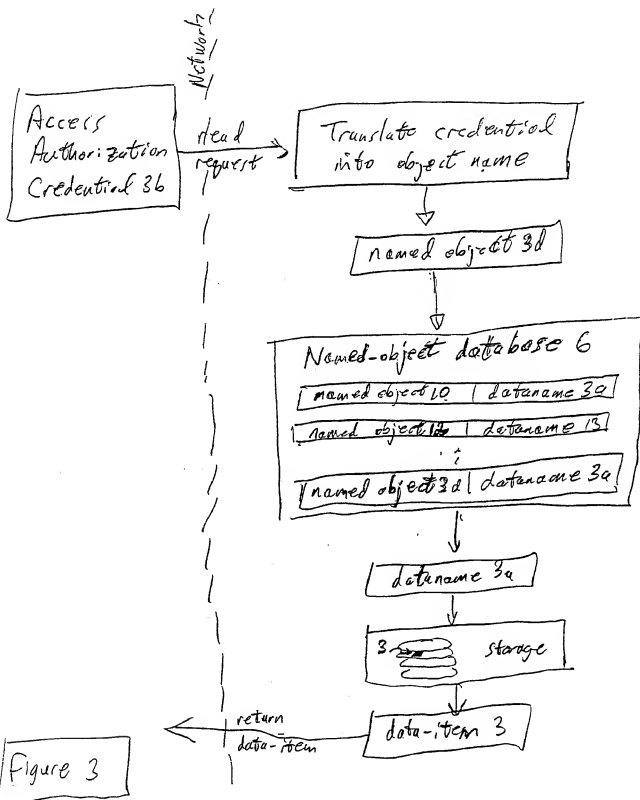 Network
Access
Authorization
Credential 3b
read
request
Translate credential
into object name
named object 3d
Named-object database 6
named object 10 | dataname 3a
named object 12 | dataname 13
named object 3d | dataname 3a
dataname 3a
3 storage
data-item 3
return
data-item
Figure 3